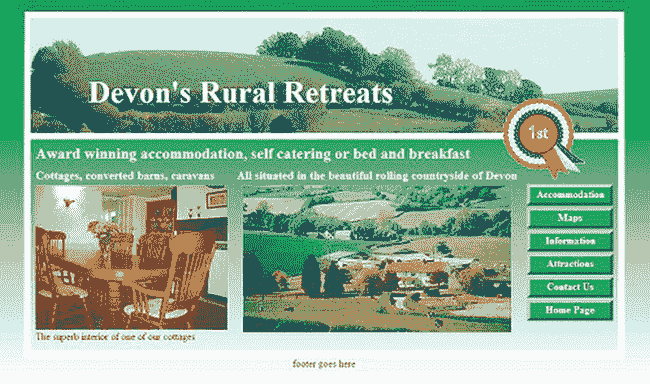 Devon's Rural Retreats
1st
Award winning accommodation, self catering or bed and breakfast
Cottages, converted barns, caravans
All situated in the beautiful rolling countryside of Devon
Accommodation
Maps
Information
Attractions
Contact Us
Home Page
The superb interior of one of our cottages
footer goes here